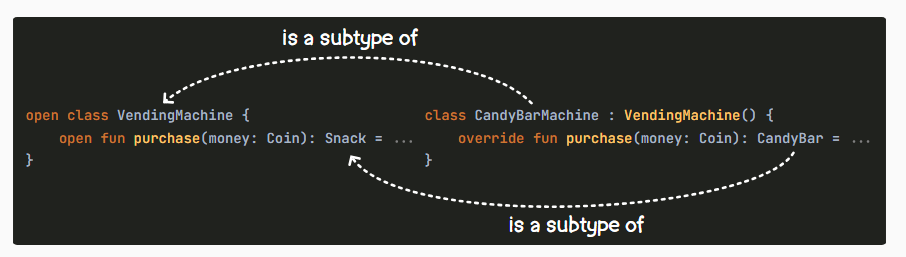 is a subtype of
open class VendingMachine {
open fun purchase(money: Coin): Snack = ...
}
class CandyBarMachine : VendingMachine() {
override fun purchase(money: Coin): CandyBar = ...
}
is a subtype of